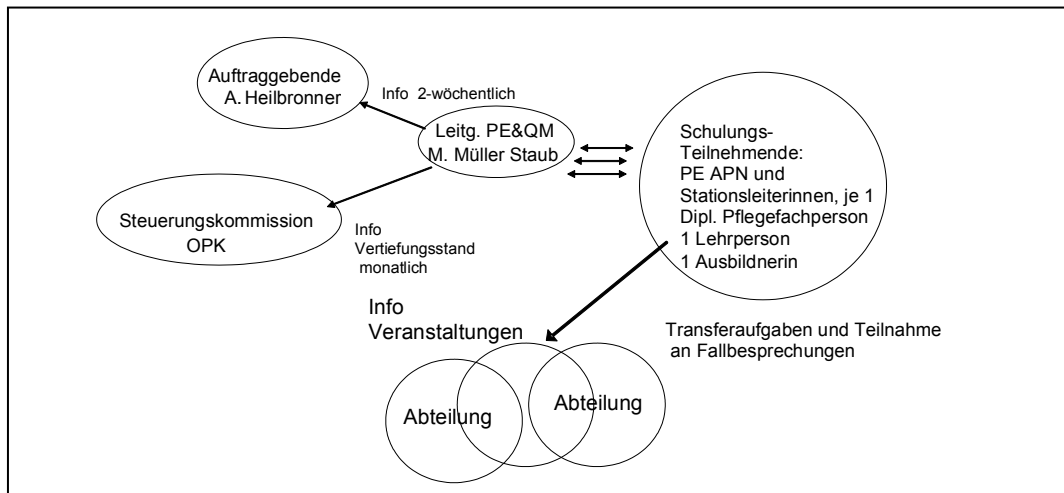 Auftraggebende
A. Heilbronner
Info 2-wöchentlich
Leitg. PE&QM
M. Müller Staub
Schulungs-
Teilnehmende:
PE APN und
Stationsleiterinnen, je 1
Dipl. Pflegefachperson
1 Lehrperson
1 Ausbildnerin
Steuerungskommission
OPK
Info
Vertiefungsstand
monatlich
Info
Veranstaltungen
Transferaufgaben und Teilnahme
an Fallbesprechungen
Abteilung
Abteilung